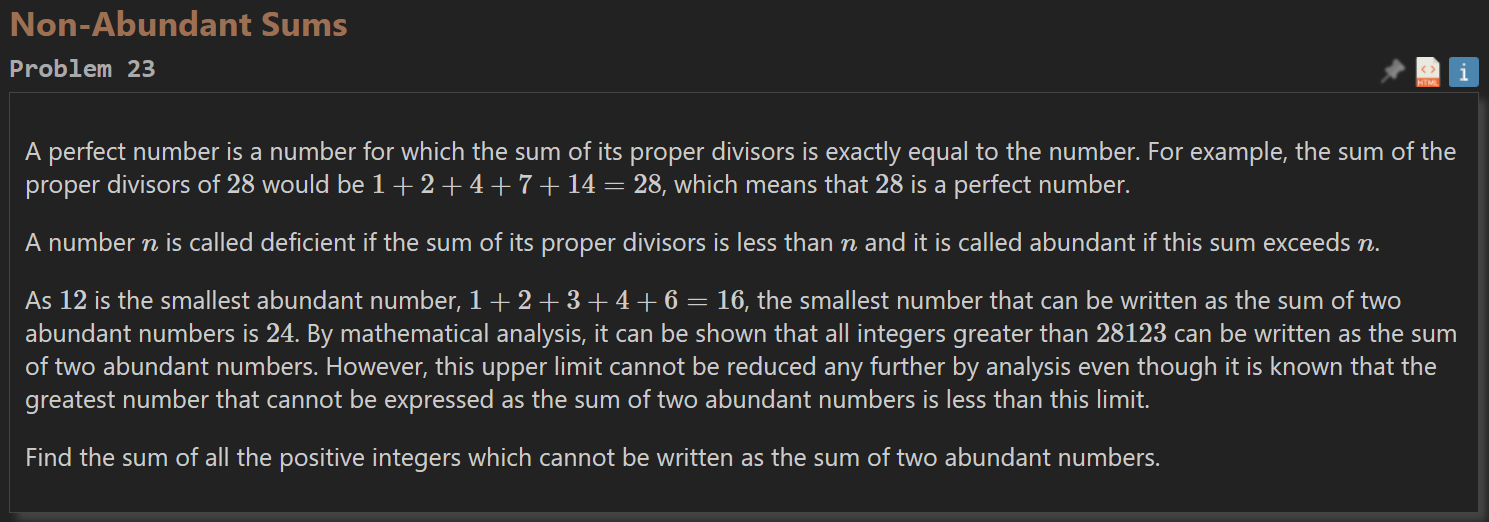 Non-Abundant Sums
Problem 23
HTML
i
A perfect number is a number for which the sum of its proper divisors is exactly equal to the number. For example, the sum of the
proper divisors of 28 would be 1 + 2 + 4 + 7 + 14 = 28, which means that 28 is a perfect number.
A number n is called deficient if the sum of its proper divisors is less than n and it is called abundant if this sum exceeds n.
As 12 is the smallest abundant number, 1 + 2 + 3 + 4 + 6 = 16, the smallest number that can be written as the sum of two
abundant numbers is 24. By mathematical analysis, it can be shown that all integers greater than 28123 can be written as the sum
of two abundant numbers. However, this upper limit cannot be reduced any further by analysis even though it is known that the
greatest number that cannot be expressed as the sum of two abundant numbers is less than this limit.
Find the sum of all the positive integers which cannot be written as the sum of two abundant numbers.